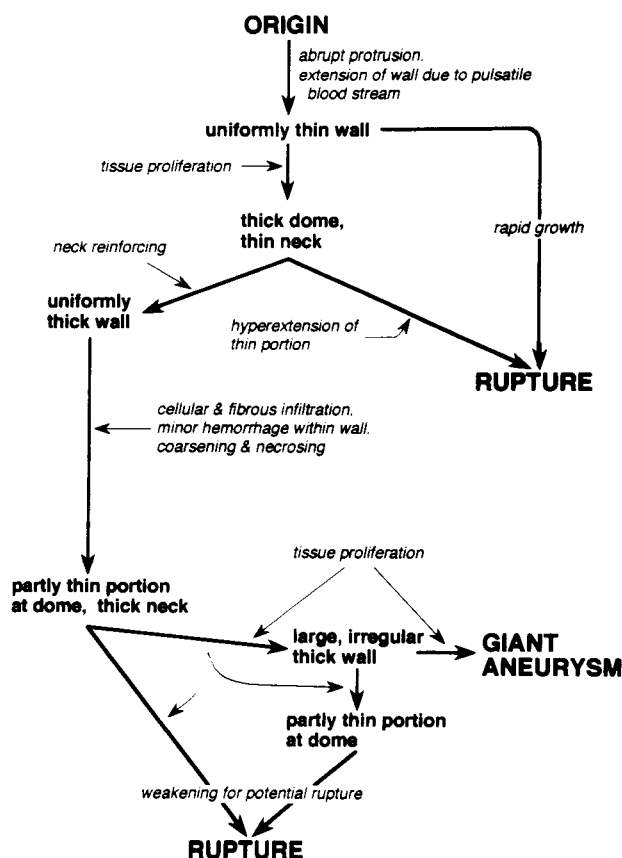 ORIGIN
abrupt protrusion.
extension of wall due to pulsatile
blood stream
uniformly thin wall
tissue proliferation
thick dome,
thin neck
rapid growth
neck reinforcing
uniformly
thick wall
hyperextension of
thin portion
RUPTURE
cellular & fibrous infiltration.
minor hemorrhage within wall.
coarsening & necrosing
tissue proliferation
partly thin portion
at dome, thick neck
large, irregular
thick wall
GIANT
ANEURYSM
partly thin portion
at dome
weakening for potential rupture
RUPTURE